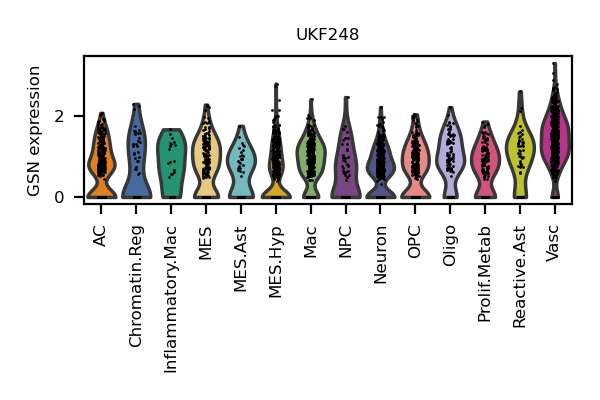 UKF248
GSN expression
2
0
AC
Chromatin.Reg
Inflammatory.Mac
MES
MES.Ast
MES.Hyp
Mac
NPC
Neuron
OPC
Oligo
Prolif.Metab
Reactive.Ast
Vasc